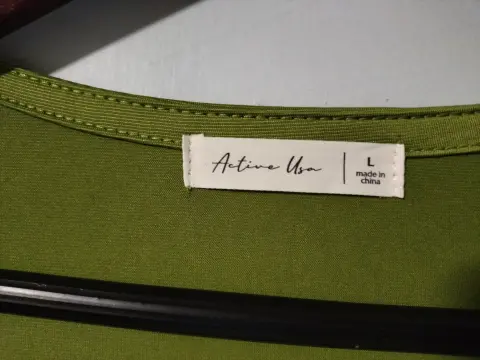 Active Usa
L
made in
china